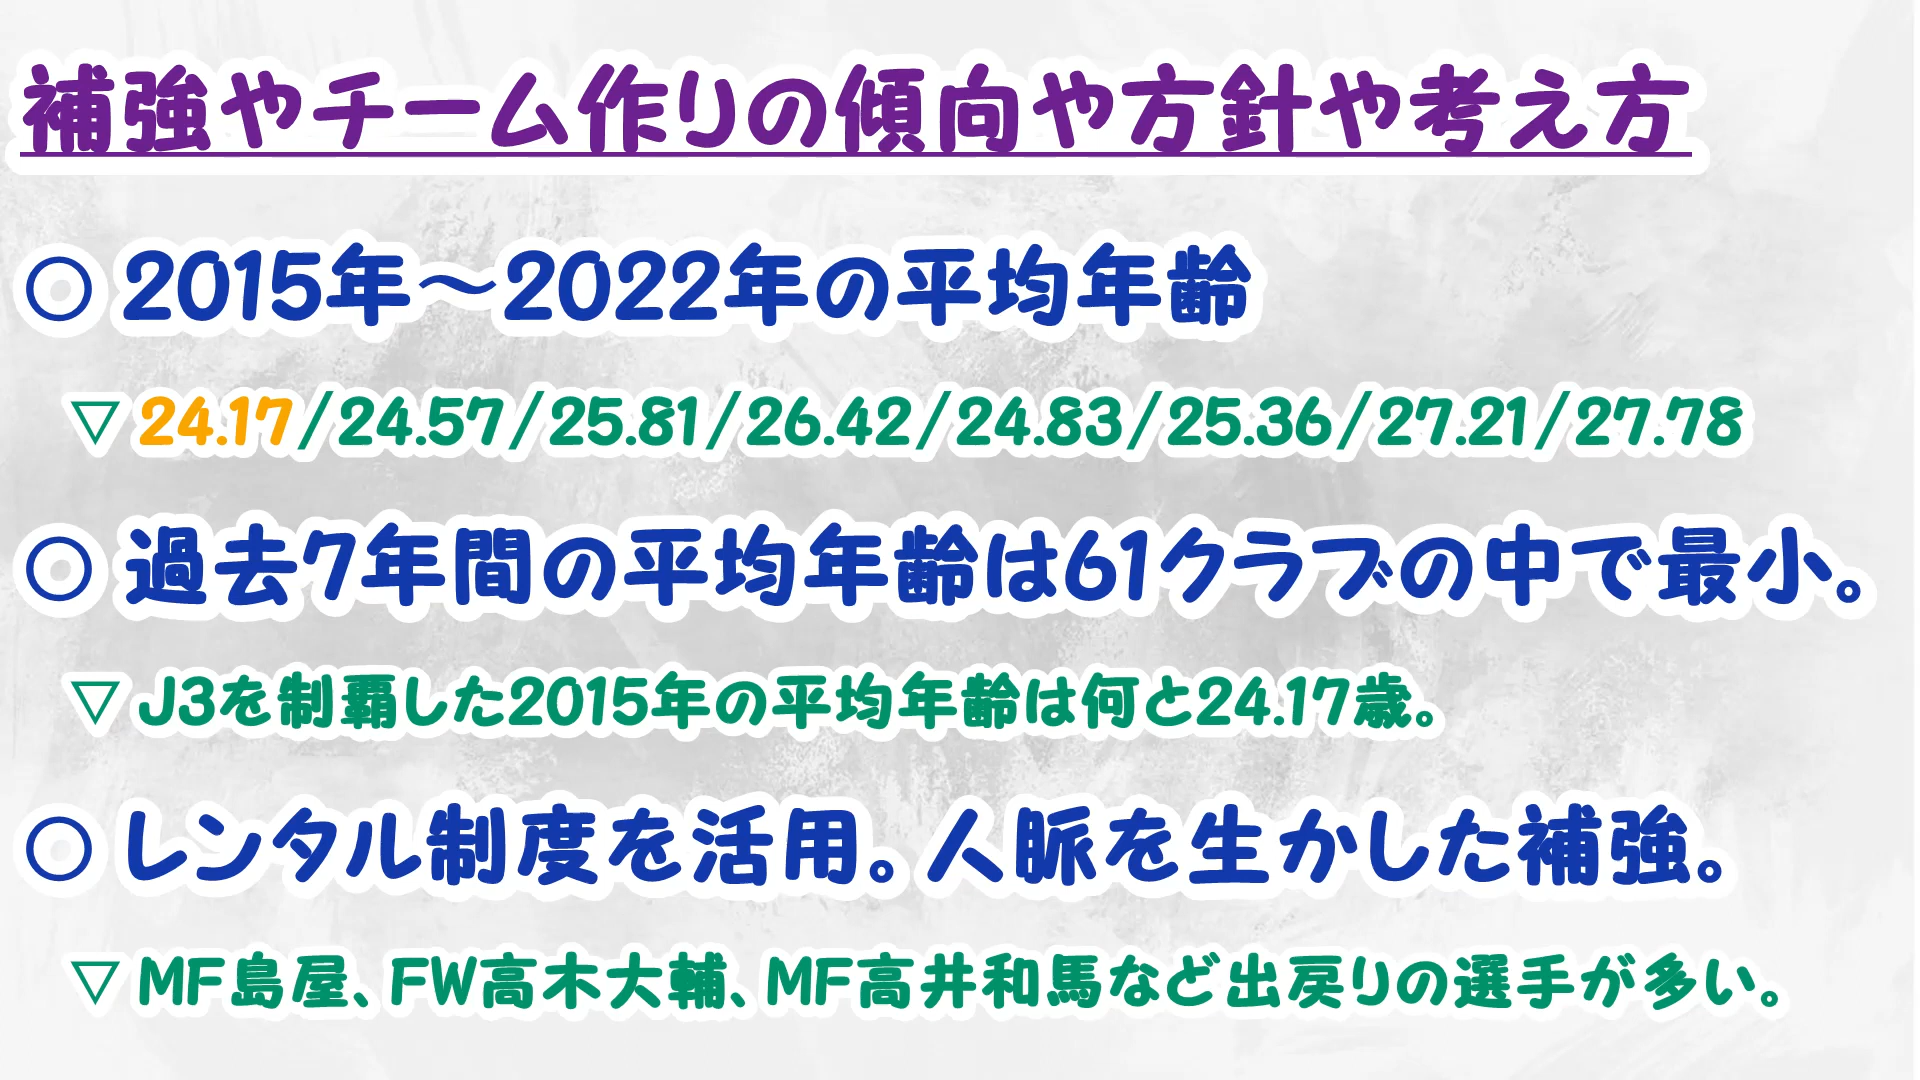 補強やチーム作りの傾向や方針や考え方
○ 2015年～2022年の平均年齢
▽ 24.17/24.57/25.81/26.42/24.83/25.36/27.21/27.78
○ 過去7年間の平均年齢は61クラブの中で最小。
▽ J3を制覇した2015年の平均年齢は何と24.17歳。
○ レンタル制度を活用。人脈を生かした補強。
▽ MF島屋、FW高木大輔、MF高井和馬など出戻りの選手が多い。